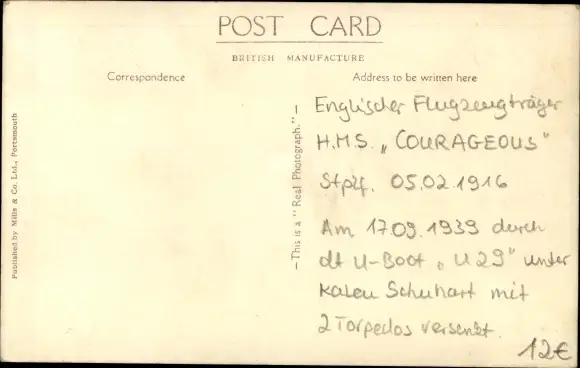 POST CARD
BRITISH MANUFACTURE
Correspondence
Address to be written here
Published by Mills & Co. Ltd., Portsmouth
—This is a "Real Photograph."—
Englischer Flugzeugträger
H.M.S. „COURAGEOUS“
Stplf. 05.02.1916
Am 17.09.1939 durch
dt U-Boot „U29“ unter
Kaleu Schuhart mit
2 Torpedos versenkt.
12€